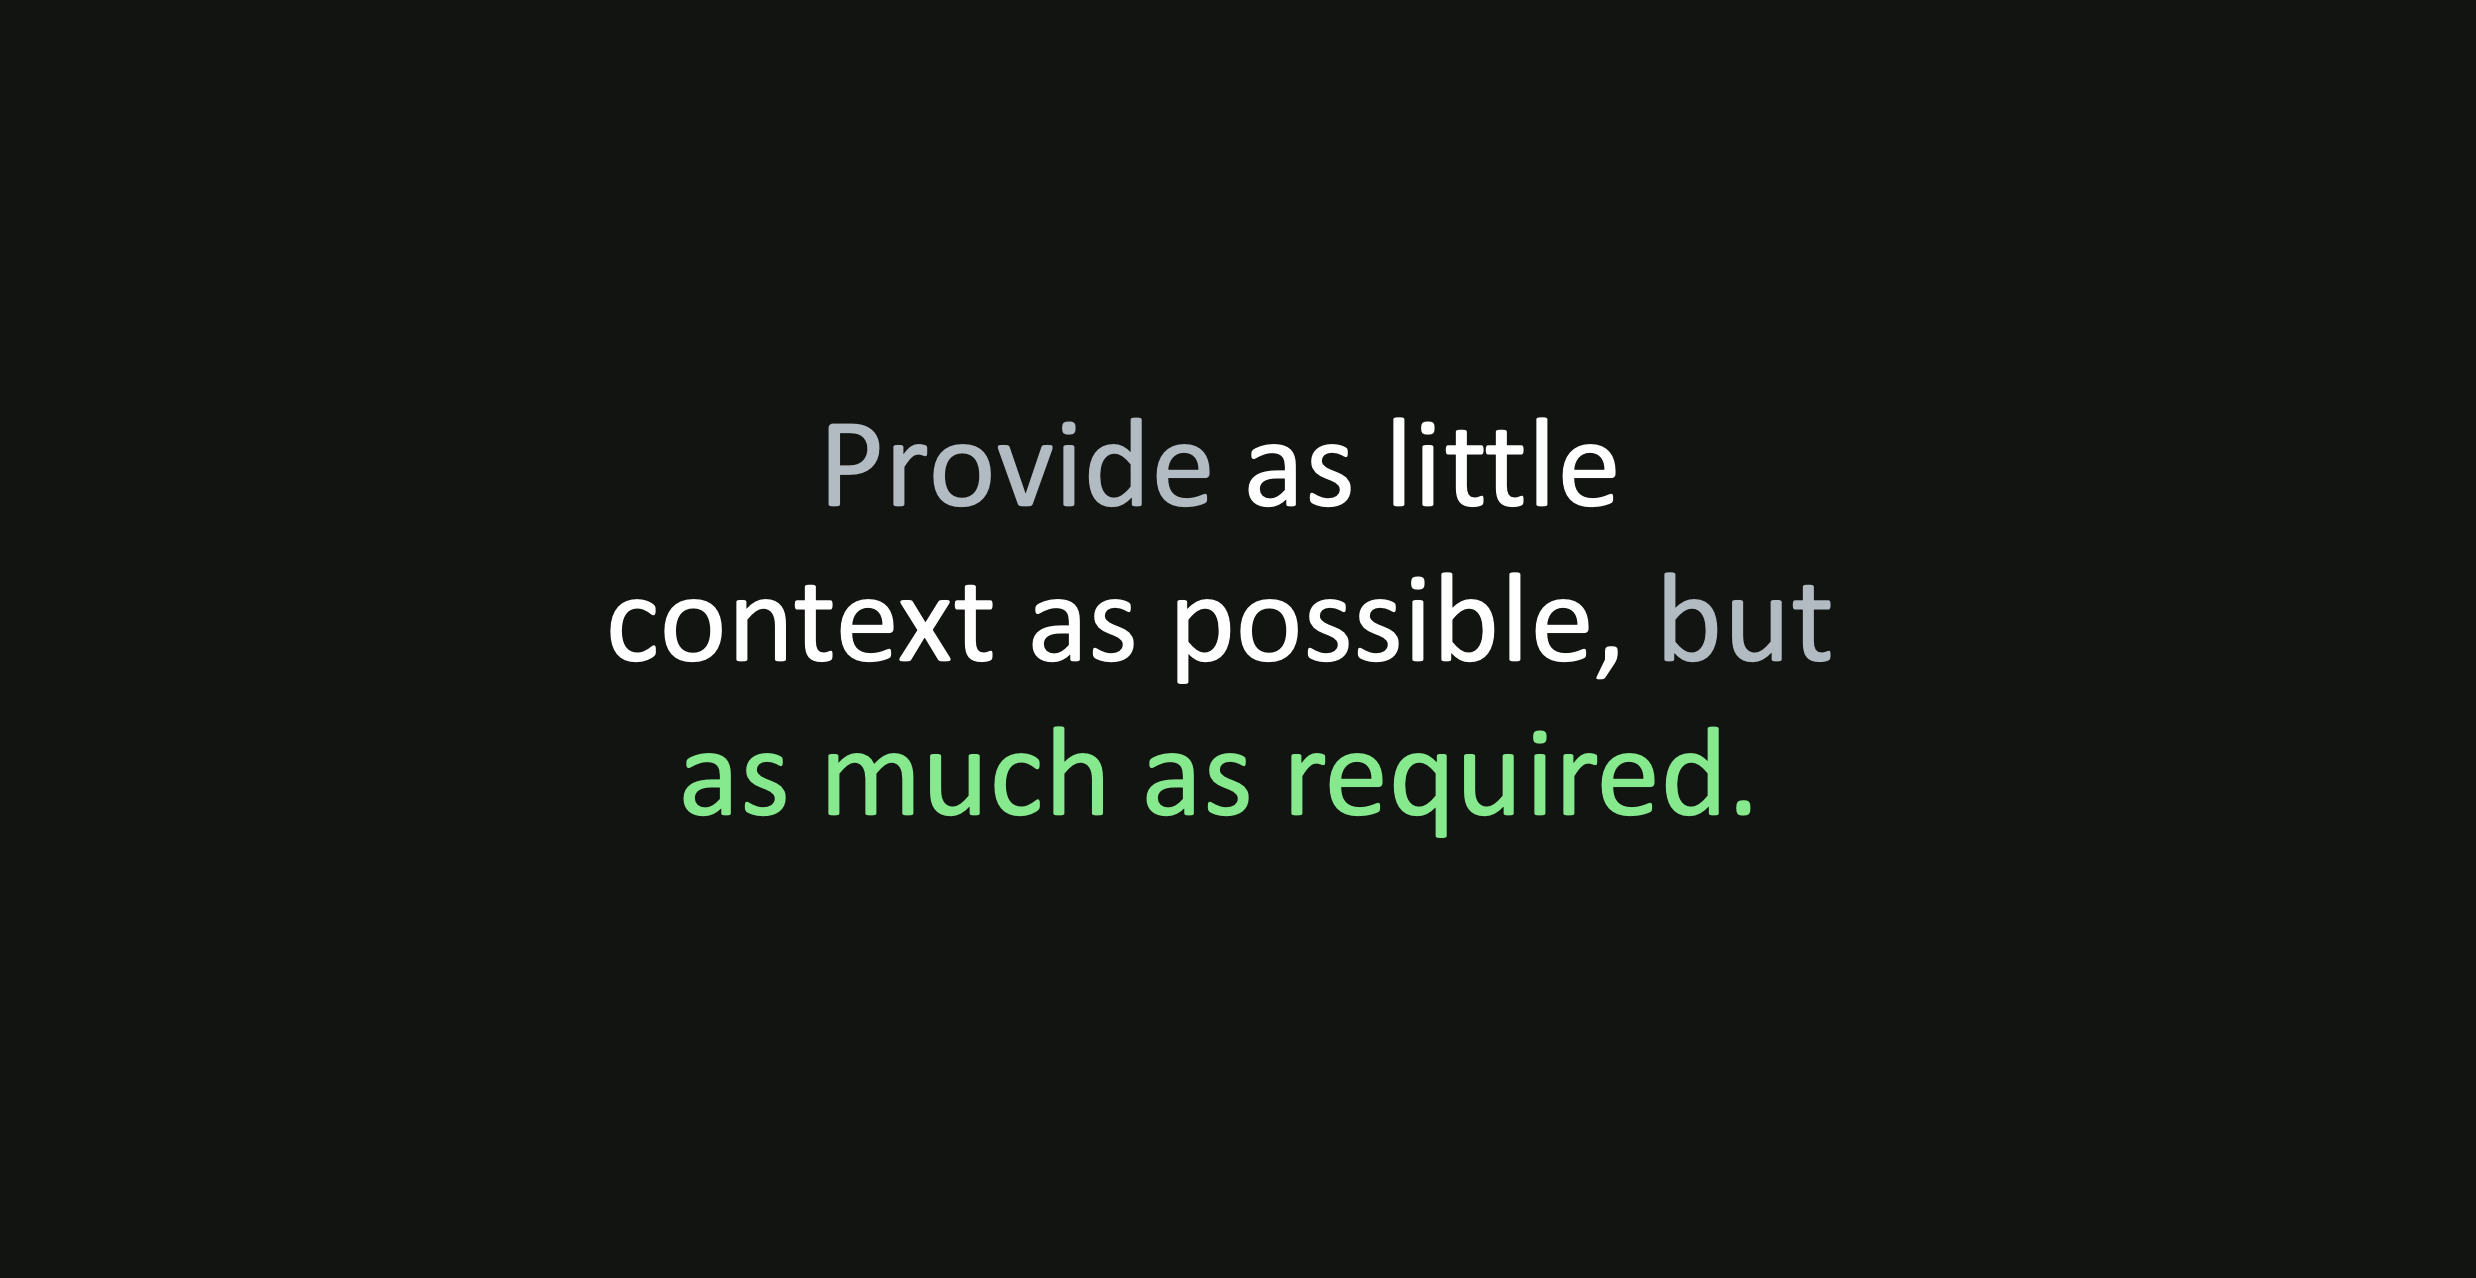 Provide as little
context as possible, but
as much as required.